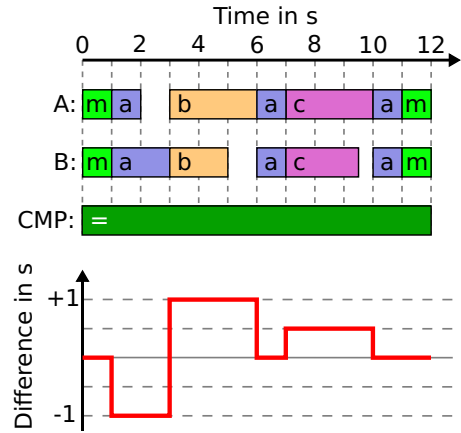 Time in s
0 2 4 6 8 10 12
A: m a b a c a m
B: m a b a c a m
CMP: =
Difference in s
+1
-1